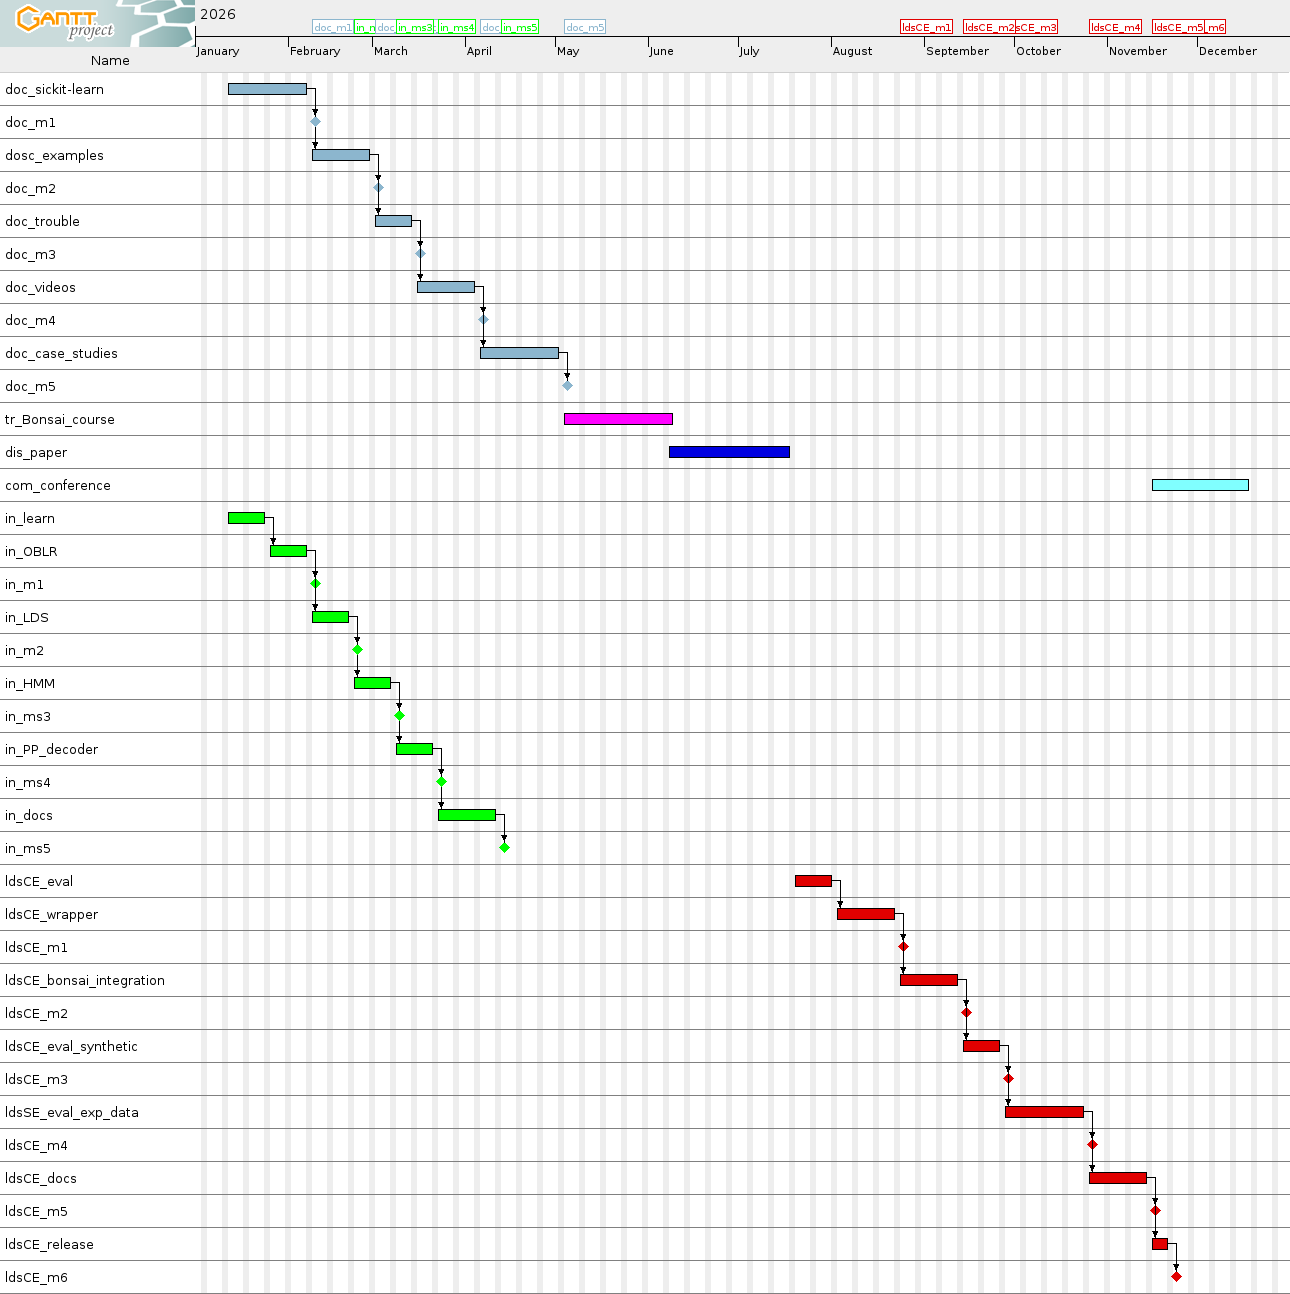 GANTT project
2026
doc_m1 in_n doc in_ms3 in_ms4 doc in_ms5 doc_m5 ldsCE_m1 ldsCE_m2 sCE_m3 ldsCE_m4 ldsCE_m5 m6
January February March April May June July August September October November December
Name
doc_sickit-learn
doc_m1
dosc_examples
doc_m2
doc_trouble
doc_m3
doc_videos
doc_m4
doc_case_studies
doc_m5
tr_Bonsai_course
dis_paper
com_conference
in_learn
in_OBLR
in_m1
in_LDS
in_m2
in_HMM
in_ms3
in_PP_decoder
in_ms4
in_docs
in_ms5
ldsCE_eval
ldsCE_wrapper
ldsCE_m1
ldsCE_bonsai_integration
ldsCE_m2
ldsCE_eval_synthetic
ldsCE_m3
ldsSE_eval_exp_data
ldsCE_m4
ldsCE_docs
ldsCE_m5
ldsCE_release
ldsCE_m6